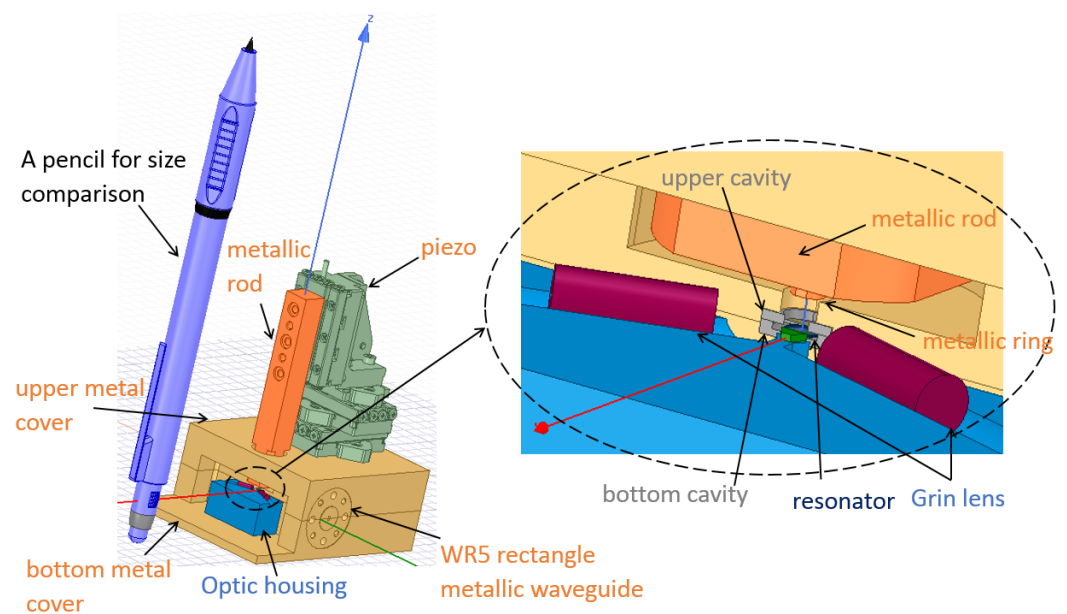 z
A pencil for size
comparison
metallic
rod
piezo
upper metal
cover
bottom metal
cover
Optic housing
WR5 rectangle
metallic waveguide
upper cavity
metallic rod
metallic ring
bottom cavity
resonator
Grin lens